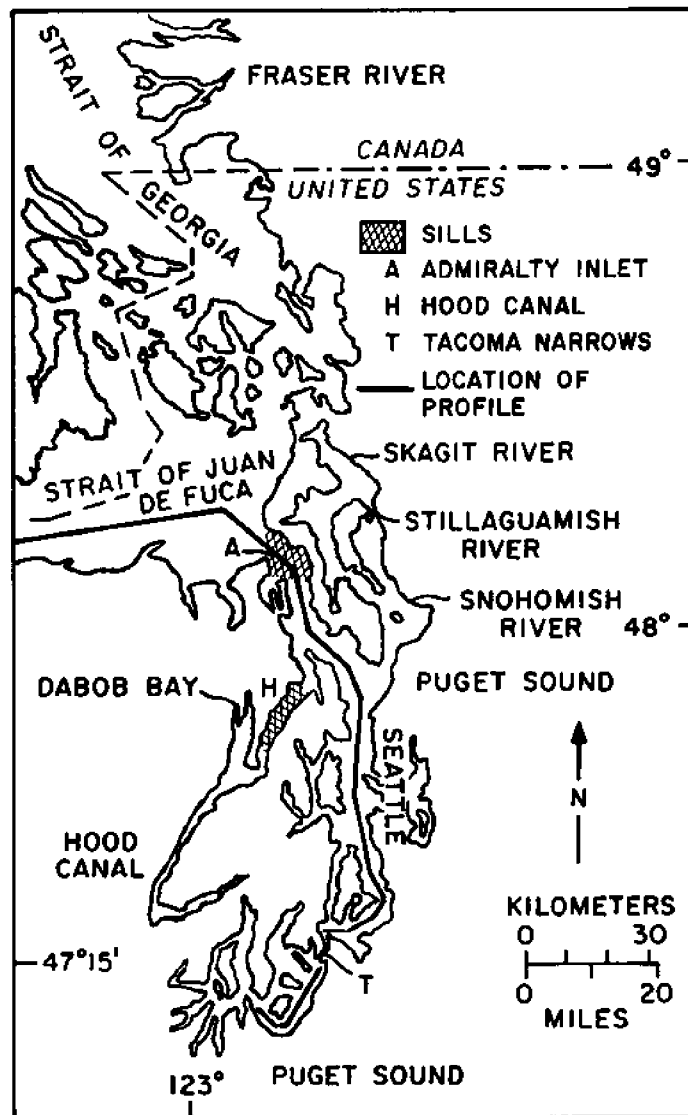 STRAIT OF
GEORGIA
FRASER RIVER
CANADA
49°
UNITED STATES
SILLS
A ADMIRALTY INLET
H HOOD CANAL
T TACOMA NARROWS
LOCATION OF
PROFILE
SKAGIT RIVER
STRAIT OF JUAN
DE FUCA
STILLAGUAMISH
RIVER
A
SNOHOMISH
RIVER
48°
DABOB BAY
H
PUGET SOUND
SEATTLE
N
HOOD
CANAL
KILOMETERS
0 30
47°15'
T
0 20
MILES
123°
PUGET SOUND